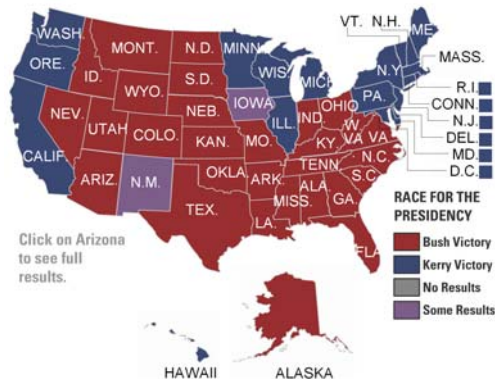 WASH.
ORE.
CALIF.
NEV.
ID.
MONT.
WYO.
UTAH
ARIZ.
COLO.
N.M.
N.D.
S.D.
NEB.
KAN.
OKLA.
TEX.
MINN.
IOWA
MO.
ARK.
LA.
WIS.
ILL.
MICH.
IND.
OHIO
KY.
TENN.
MISS.
ALA.
GA.
FLA.
S.C.
N.C.
VA.
W.
VA
PA.
N.Y.
VT.
N.H.
ME.
MASS.
R.I.
CONN.
N.J.
DEL.
MD.
D.C.
Click on Arizona
to see full
results.
HAWAII
ALASKA
RACE FOR THE
PRESIDENCY
Bush Victory
Kerry Victory
No Results
Some Results